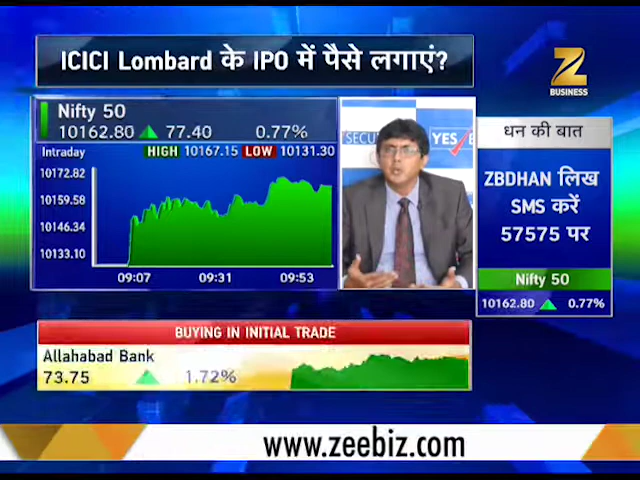 ICICI Lombard के IPO में पैसे लगाएं?
Z
BUSINESS
Nifty 50
10162.80 77.40 0.77%
Intraday HIGH 10167.15 LOW 10131.30
10172.82
10159.58
10146.34
10133.10
09:07 09:31 09:53
YES
धन की बात
ZBDHAN लिख
SMS करें
57575 पर
Nifty 50
10162.80 0.77%
BUYING IN INITIAL TRADE
Allahabad Bank
73.75 1.72%
www.zeebiz.com